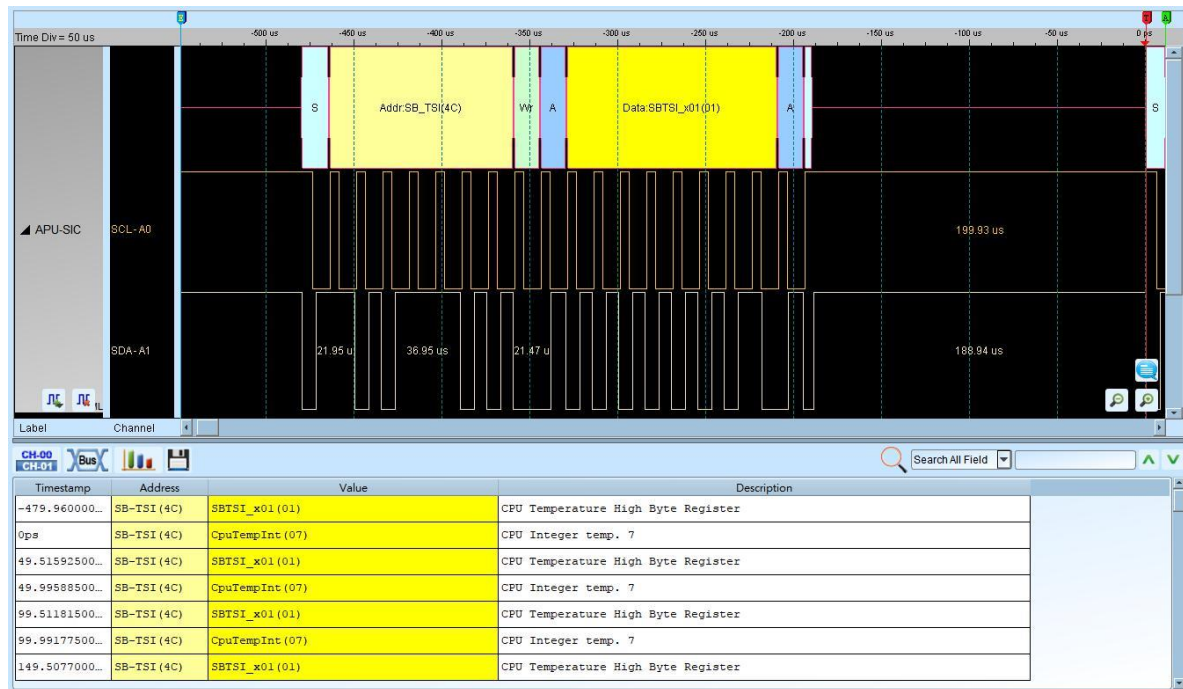 Time Div = 50 us
-500 us -450 us -400 us -350 us -300 us -250 us -200 us -150 us -100 us -50 us 0 ps
T A
S Addr:SB_TSI(4C) Wr A Data:SBTSI_x01(01) A S
APU-SIC SCL-A0 199.93 us
SDA-A1 21.95 u 36.95 us 21.47 u 188.94 us
Label Channel
CH-00
CH-01
Bus
Search All Field
Timestamp Address Value Description
-479.960000... SB-TSI(4C) SBTSI_x01(01) CPU Temperature High Byte Register
0ps SB-TSI(4C) CpuTempInt(07) CPU Integer temp. 7
49.51592500... SB-TSI(4C) SBTSI_x01(01) CPU Temperature High Byte Register
49.99588500... SB-TSI(4C) CpuTempInt(07) CPU Integer temp. 7
99.51181500... SB-TSI(4C) SBTSI_x01(01) CPU Temperature High Byte Register
99.99177500... SB-TSI(4C) CpuTempInt(07) CPU Integer temp. 7
149.5077000... SB-TSI(4C) SBTSI_x01(01) CPU Temperature High Byte Register